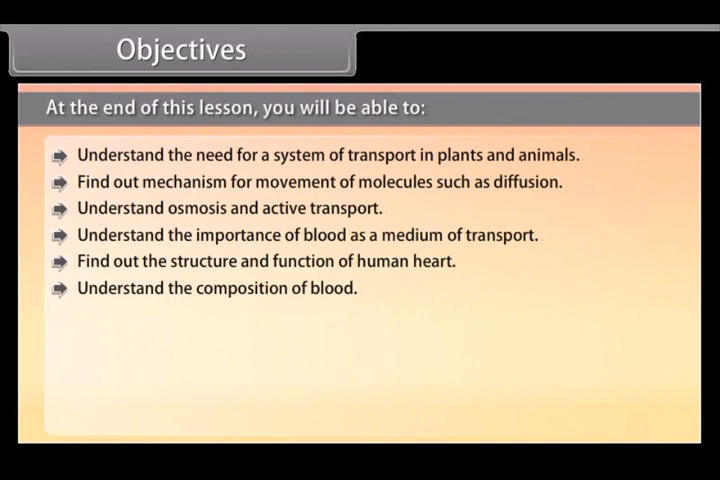 Objectives
At the end of this lesson, you will be able to:
Understand the need for a system of transport in plants and animals.
Find out mechanism for movement of molecules such as diffusion.
Understand osmosis and active transport.
Understand the importance of blood as a medium of transport.
Find out the structure and function of human heart.
Understand the composition of blood.